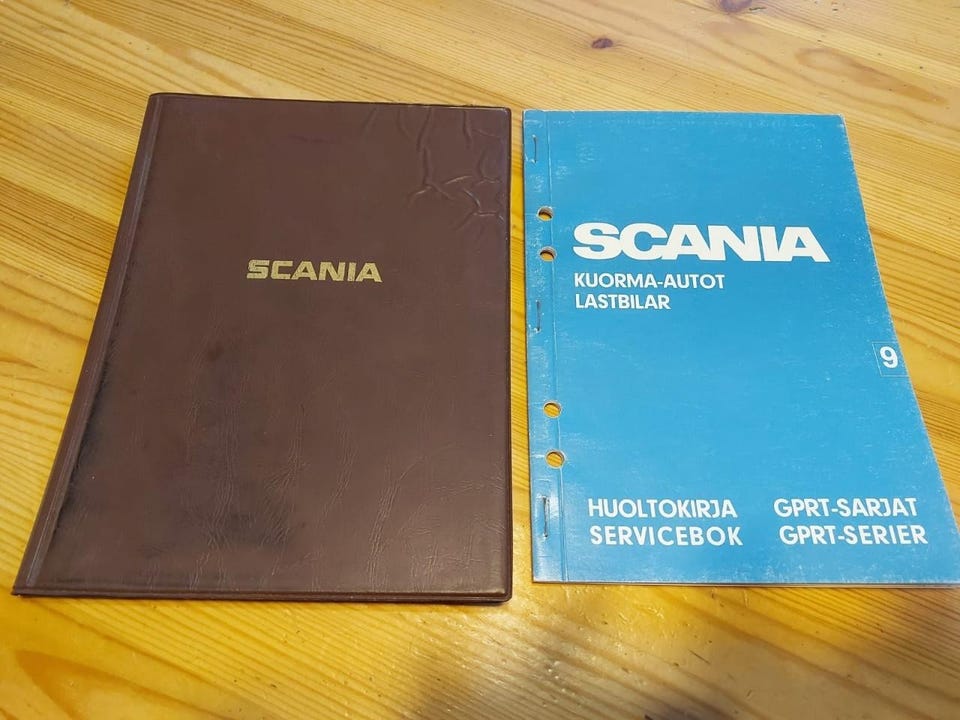 SCANIA
SCANIA
KUORMA-AUTOT
LASTBILAR
9
HUOLTOKIRJA GPRT-SARJAT
SERVICEBOK GPRT-SERIER